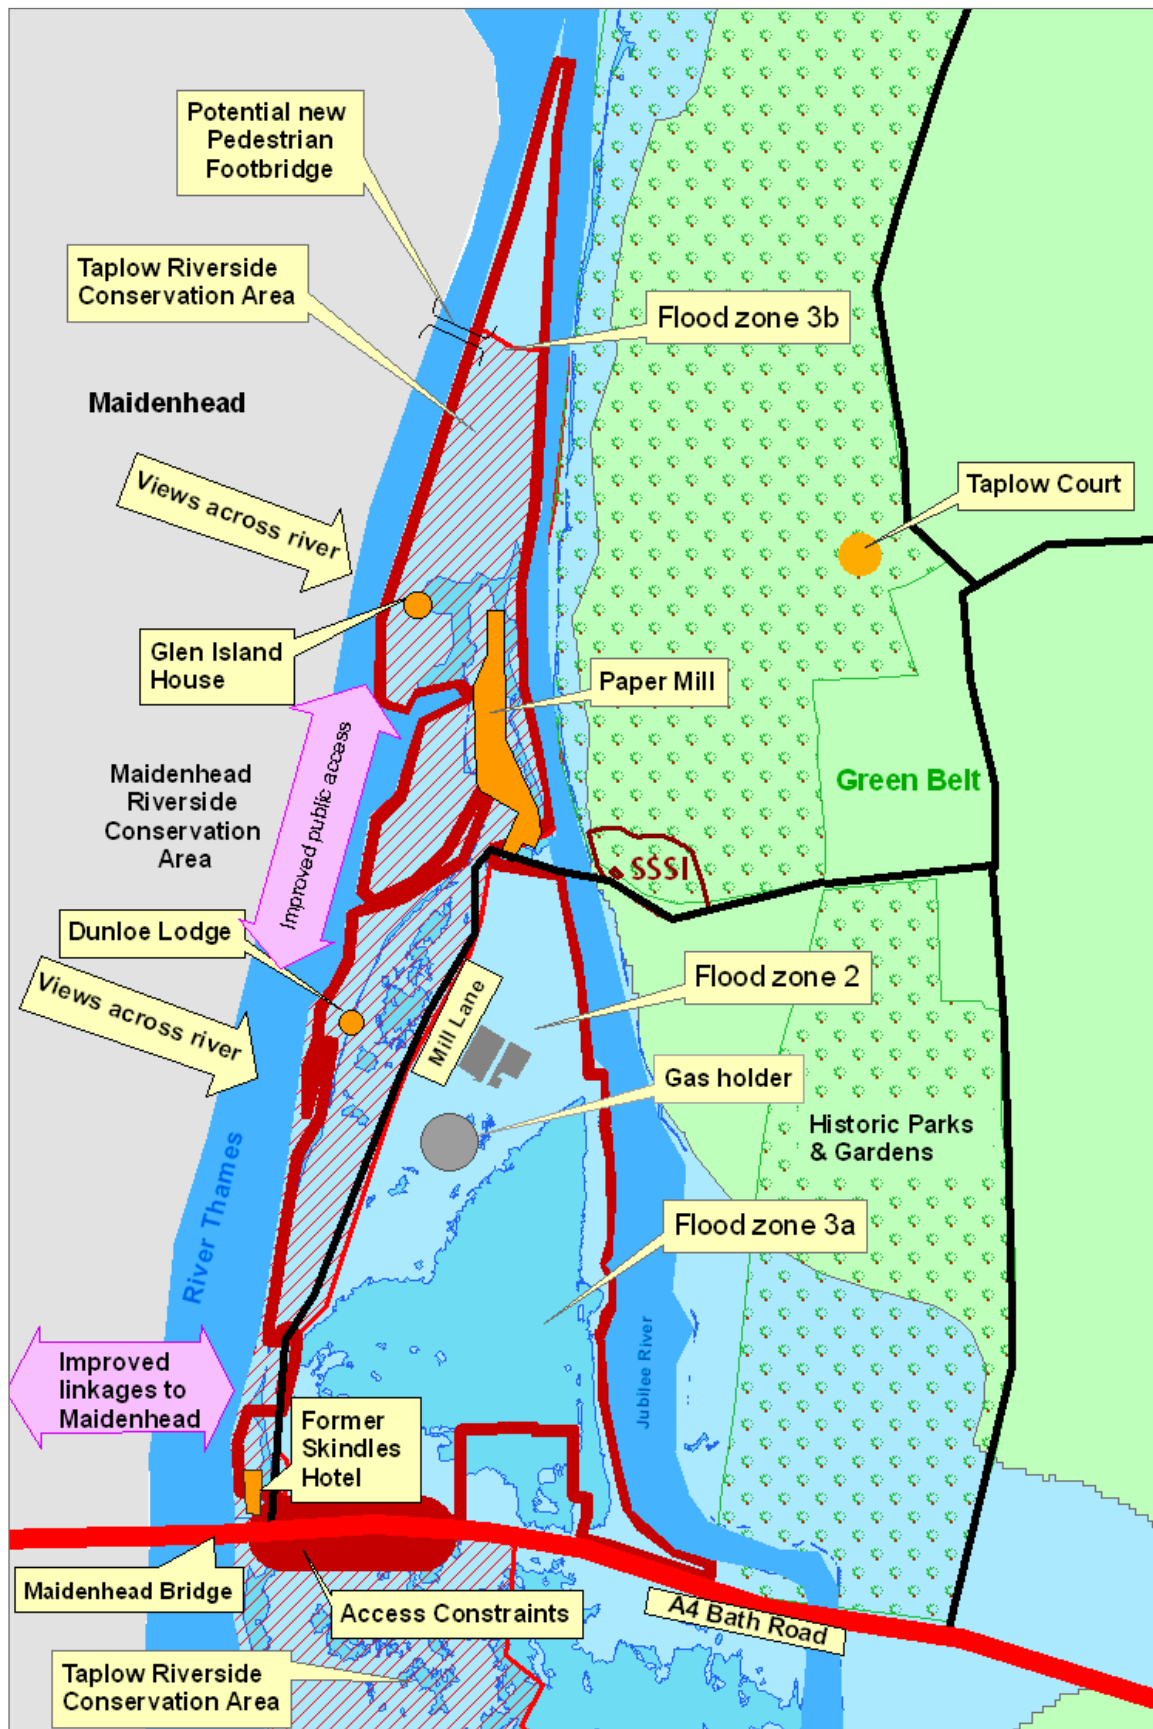 Potential new
Pedestrian
Footbridge
Taplow Riverside
Conservation Area
Flood zone 3b
Maidenhead
Views across river
Taplow Court
Glen Island
House
Paper Mill
Improved public access
Maidenhead
Riverside
Conservation
Area
Green Belt
SSSI
Dunloe Lodge
Views across river
Mill Lane
Flood zone 2
Gas holder
Historic Parks
& Gardens
River Thames
Flood zone 3a
Jubilee River
Improved
linkages to
Maidenhead
Former
Skindles
Hotel
Maidenhead Bridge
Access Constraints
A4 Bath Road
Taplow Riverside
Conservation Area